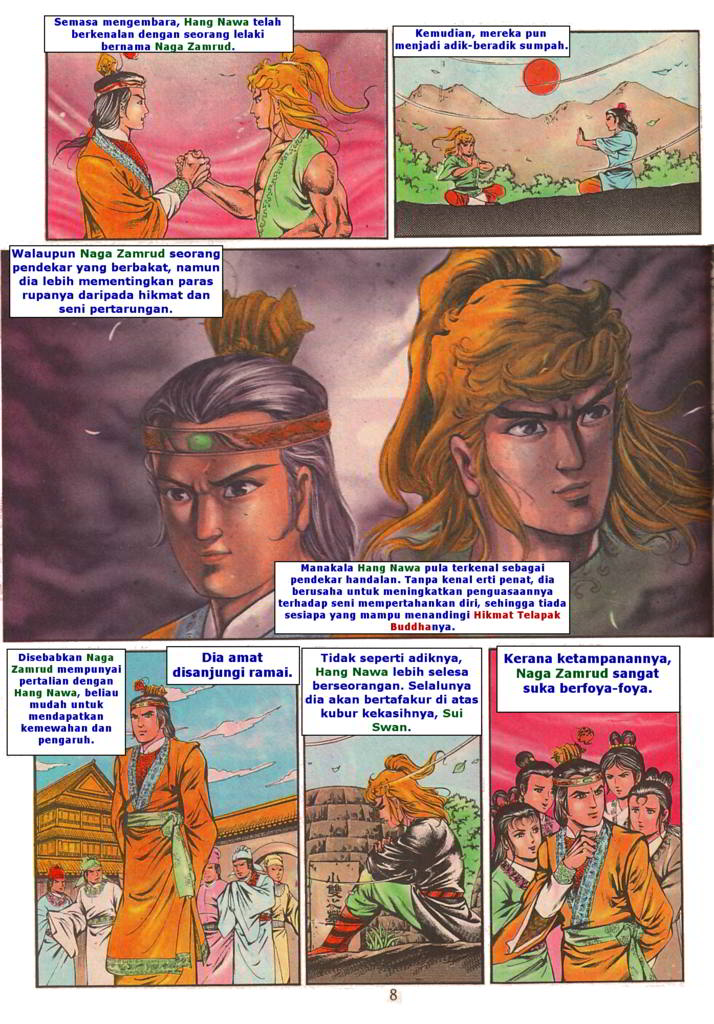 Semasa mengembara, Hang Nawa telah
berkenalan dengan seorang lelaki
bernama Naga Zamrud.
Kemudian, mereka pun
menjadi adik-beradik sumpah.
Walaupun Naga Zamrud seorang
pendekar yang berbakat, namun
dia lebih mementingkan paras
rupanya daripada hikmat dan
seni pertarungan.
Manakala Hang Nawa pula terkenal sebagai
pendekar handalan. Tanpa kenal erti penat, dia
berusaha untuk meningkatkan penguasaannya
terhadap seni mempertahankan diri, sehingga tiada
sesiapa yang mampu menandingi Hikmat Telapak
Buddhanya.
Disebabkan Naga
Zamrud mempunyai
pertalian dengan
Hang Nawa, beliau
mudah untuk
mendapatkan
kemewahan dan
pengaruh.
Dia amat
disanjungi ramai.
Tidak seperti adiknya,
Hang Nawa lebih selesa
berseorangan. Selalunya
dia akan bertafakur di atas
kubur kekasihnya, Sui
Swan.
Kerana ketampanannya,
Naga Zamrud sangat
suka berfoya-foya.
8